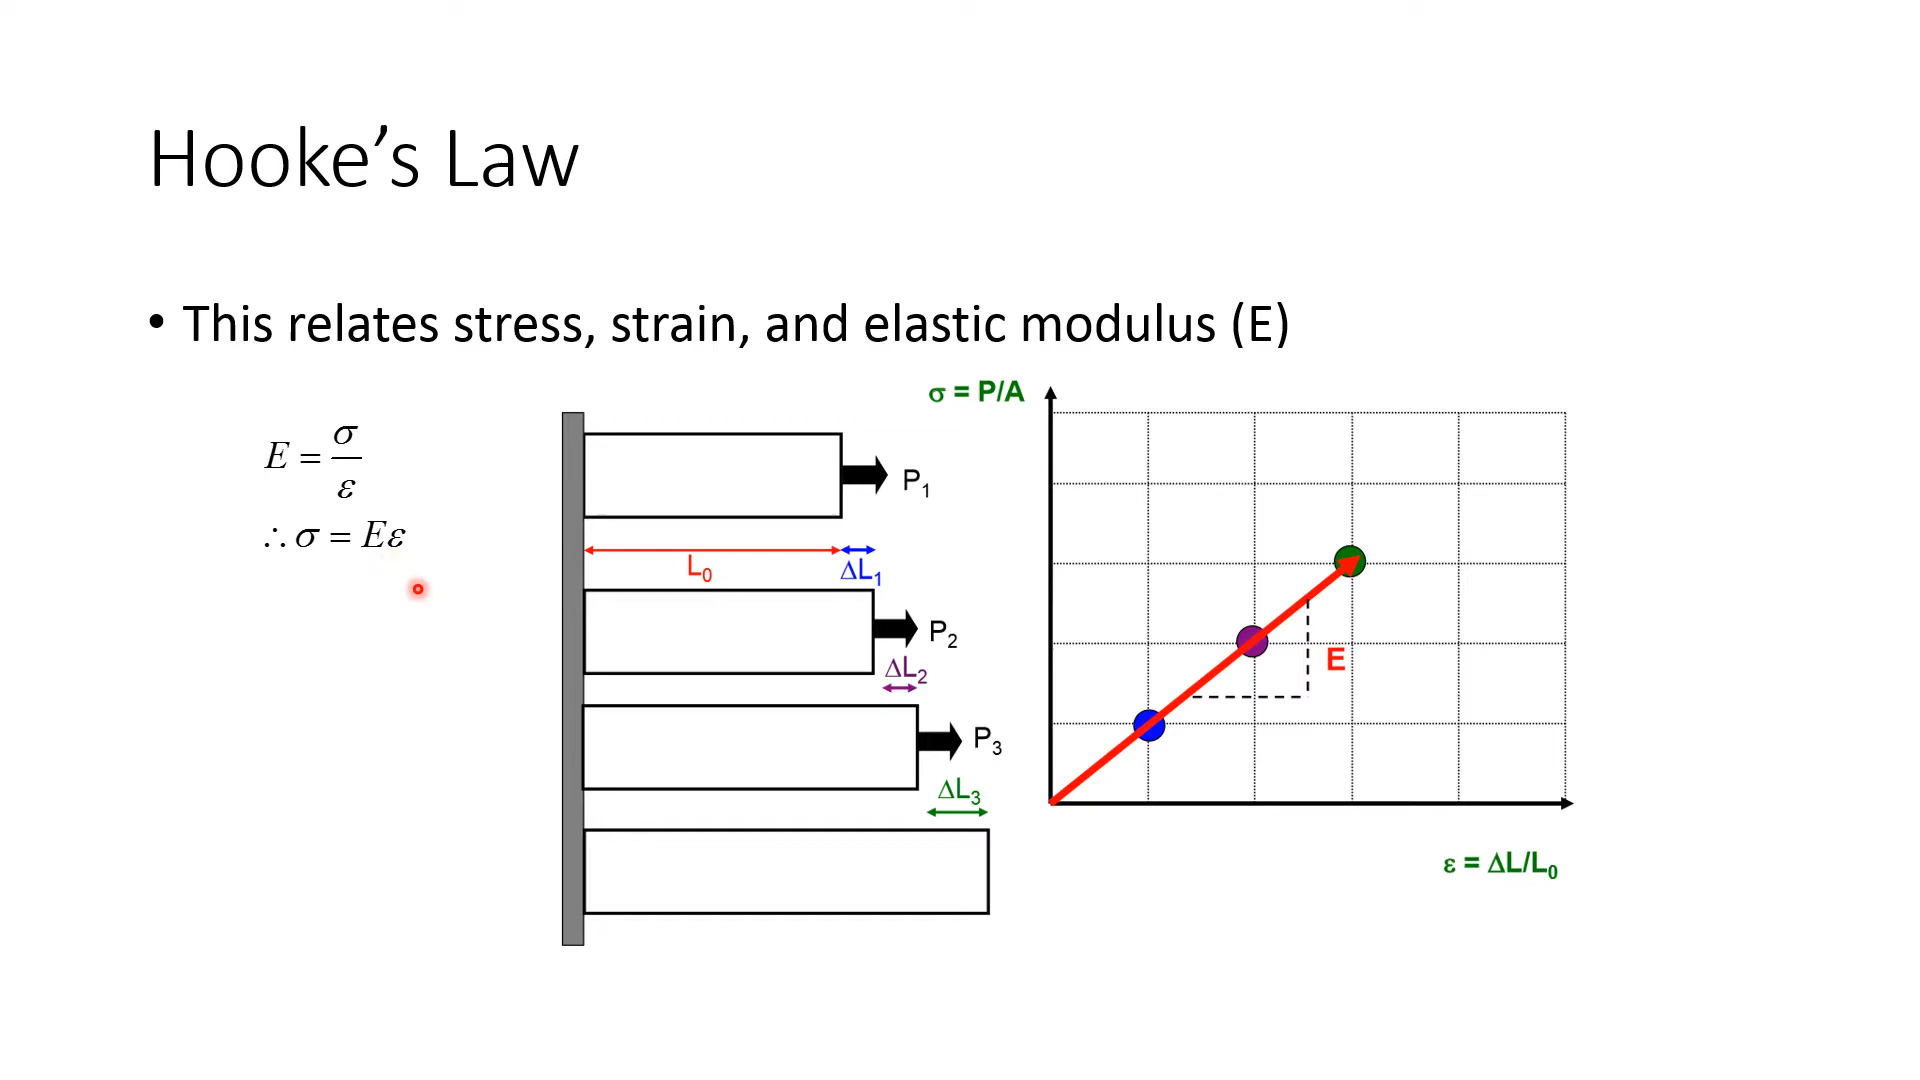 Hooke’s Law
• This relates stress, strain, and elastic modulus (E)
E = σ/ε
∴ σ = Eε
P₁
L₀
ΔL₁
P₂
ΔL₂
P₃
ΔL₃
σ = P/A
E
ε = ΔL/L₀